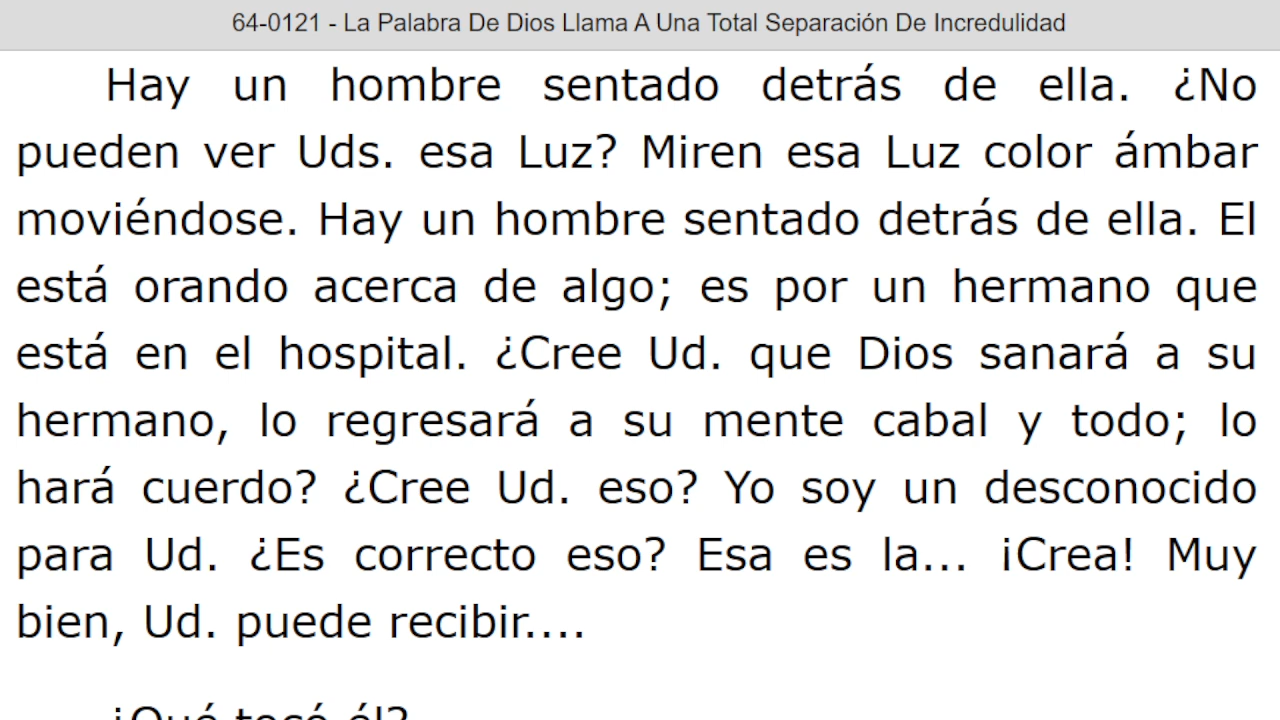 64-0121 - La Palabra De Dios Llama A Una Total Separación De Incredulidad
Hay un hombre sentado detrás de ella. ¿No
pueden ver Uds. esa Luz? Miren esa Luz color ámbar
moviéndose. Hay un hombre sentado detrás de ella. El
está orando acerca de algo; es por un hermano que
está en el hospital. ¿Cree Ud. que Dios sanará a su
hermano, lo regresará a su mente cabal y todo; lo
hará cuerdo? ¿Cree Ud. eso? Yo soy un desconocido
para Ud. ¿Es correcto eso? Esa es la... ¡Crea! Muy
bien, Ud. puede recibir....
¿Qué tocó él?